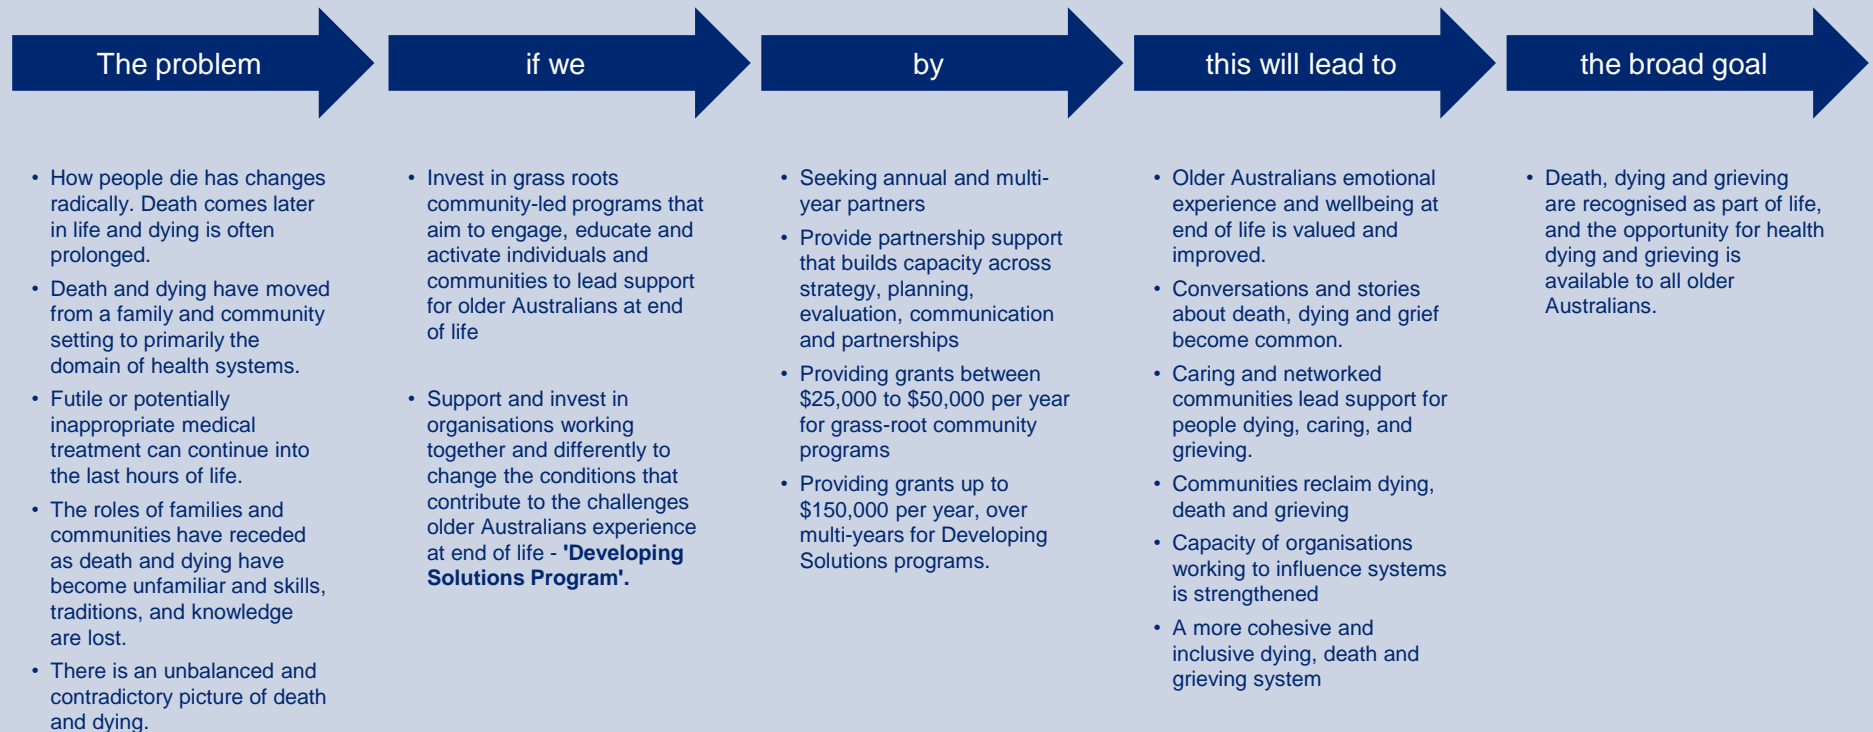 The problem
if we
by
this will lead to
the broad goal
• How people die has changes
radically. Death comes later
in life and dying is often
prolonged.
• Death and dying have moved
from a family and community
setting to primarily the
domain of health systems.
• Futile or potentially
inappropriate medical
treatment can continue into
the last hours of life.
• The roles of families and
communities have receded
as death and dying have
become unfamiliar and skills,
traditions, and knowledge
are lost.
• There is an unbalanced and
contradictory picture of death
and dying.
• Invest in grass roots
community-led programs that
aim to engage, educate and
activate individuals and
communities to lead support
for older Australians at end
of life
• Support and invest in
organisations working
together and differently to
change the conditions that
contribute to the challenges
older Australians experience
at end of life - 'Developing
Solutions Program'.
• Seeking annual and multi-
year partners
• Provide partnership support
that builds capacity across
strategy, planning,
evaluation, communication
and partnerships
• Providing grants between
$25,000 to $50,000 per year
for grass-root community
programs
• Providing grants up to
$150,000 per year, over
multi-years for Developing
Solutions programs.
• Older Australians emotional
experience and wellbeing at
end of life is valued and
improved.
• Conversations and stories
about death, dying and grief
become common.
• Caring and networked
communities lead support for
people dying, caring, and
grieving.
• Communities reclaim dying,
death and grieving
• Capacity of organisations
working to influence systems
is strengthened
• A more cohesive and
inclusive dying, death and
grieving system
• Death, dying and grieving
are recognised as part of life,
and the opportunity for health
dying and grieving is
available to all older
Australians.